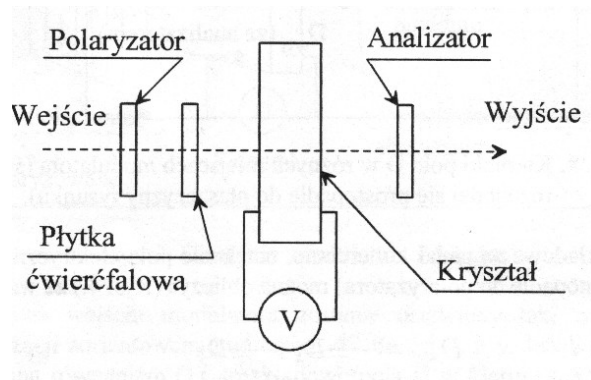 Polaryzator
Analizator
Wejście
Wyjście
Płytka
ćwierćfalowa
Kryształ
V